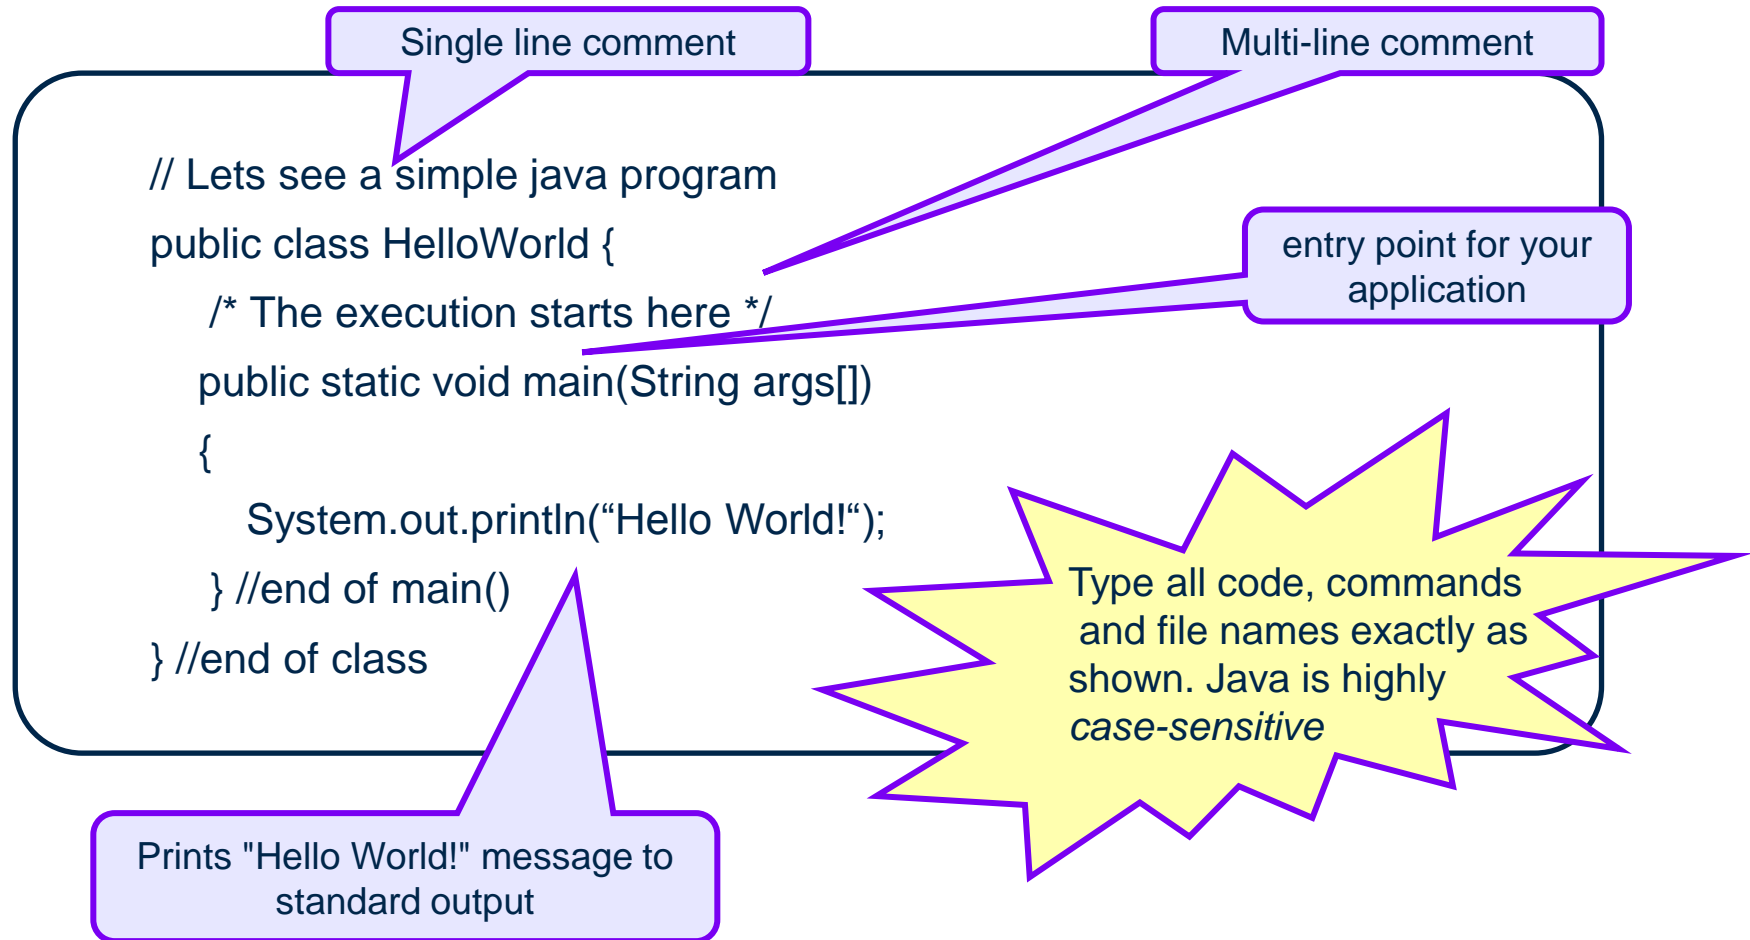 Single line comment
Multi-line comment
// Lets see a simple java program
public class HelloWorld {
entry point for your
application
/* The execution starts here */
public static void main(String args[])
{
System.out.println(“Hello World!“);
} //end of main()
} //end of class
Type all code, commands
and file names exactly as
shown. Java is highly
case-sensitive
Prints "Hello World!" message to
standard output